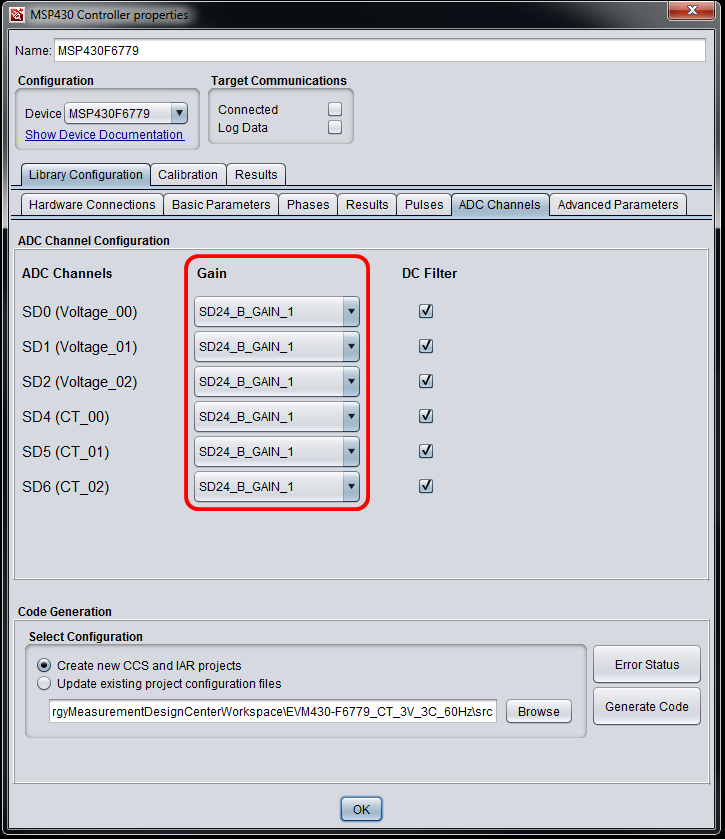 MSP430 Controller properties
Name: MSP430F6779
Configuration
Target Communications
Device MSP430F6779
Connected
Show Device Documentation
Log Data
Library Configuration Calibration Results
Hardware Connections Basic Parameters Phases Results Pulses ADC Channels Advanced Parameters
ADC Channel Configuration
ADC Channels Gain DC Filter
SD0 (Voltage_00) SD24_B_GAIN_1
SD1 (Voltage_01) SD24_B_GAIN_1
SD2 (Voltage_02) SD24_B_GAIN_1
SD4 (CT_00) SD24_B_GAIN_1
SD5 (CT_01) SD24_B_GAIN_1
SD6 (CT_02) SD24_B_GAIN_1
Code Generation
Select Configuration
Create new CCS and IAR projects
Update existing project configuration files
rgyMeasurementDesignCenterWorkspace\EVM430-F6779_CT_3V_3C_60Hz\src Browse
Error Status
Generate Code
OK